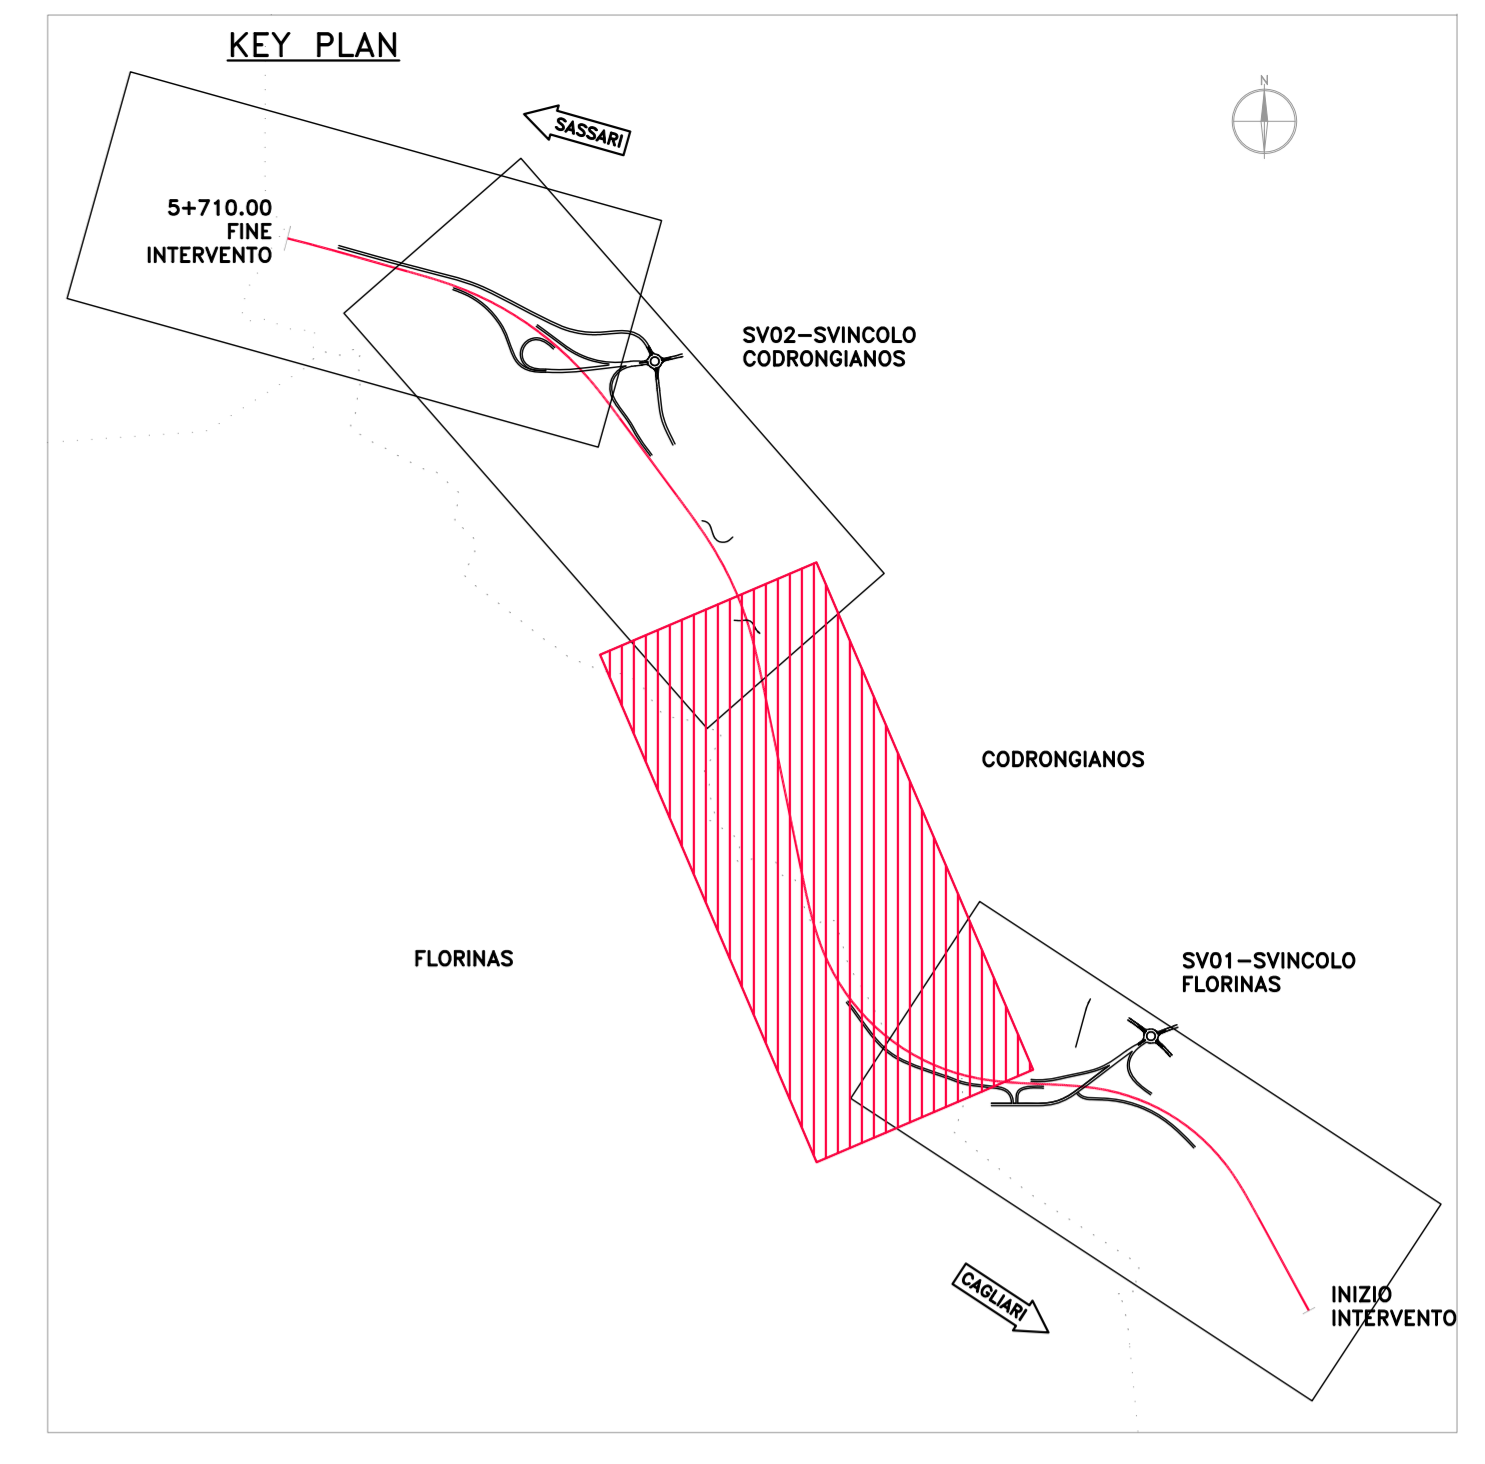 KEY PLAN
N
SASSARI
5+710.00
FINE
INTERVENTO
SV02-SVINCOLO
CODRONGIANOS
CODRONGIANOS
FLORINAS
SV01-SVINCOLO
FLORINAS
CAGLIARI
INIZIO
INTERVENTO